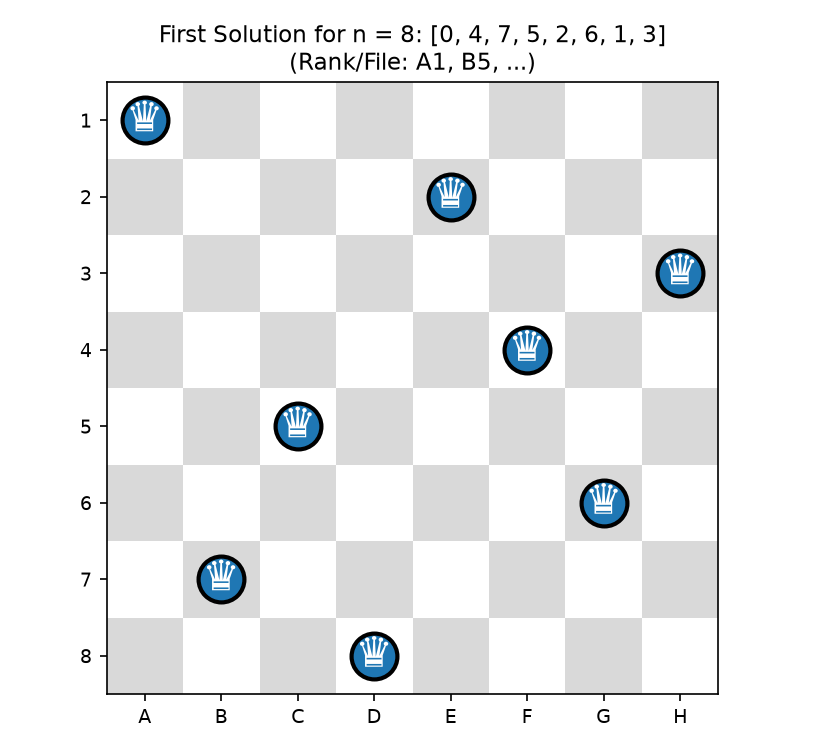 First Solution for n = 8: [0, 4, 7, 5, 2, 6, 1, 3]
(Rank/File: A1, B5, ...)
1
2
3
4
5
6
7
8
A B C D E F G H